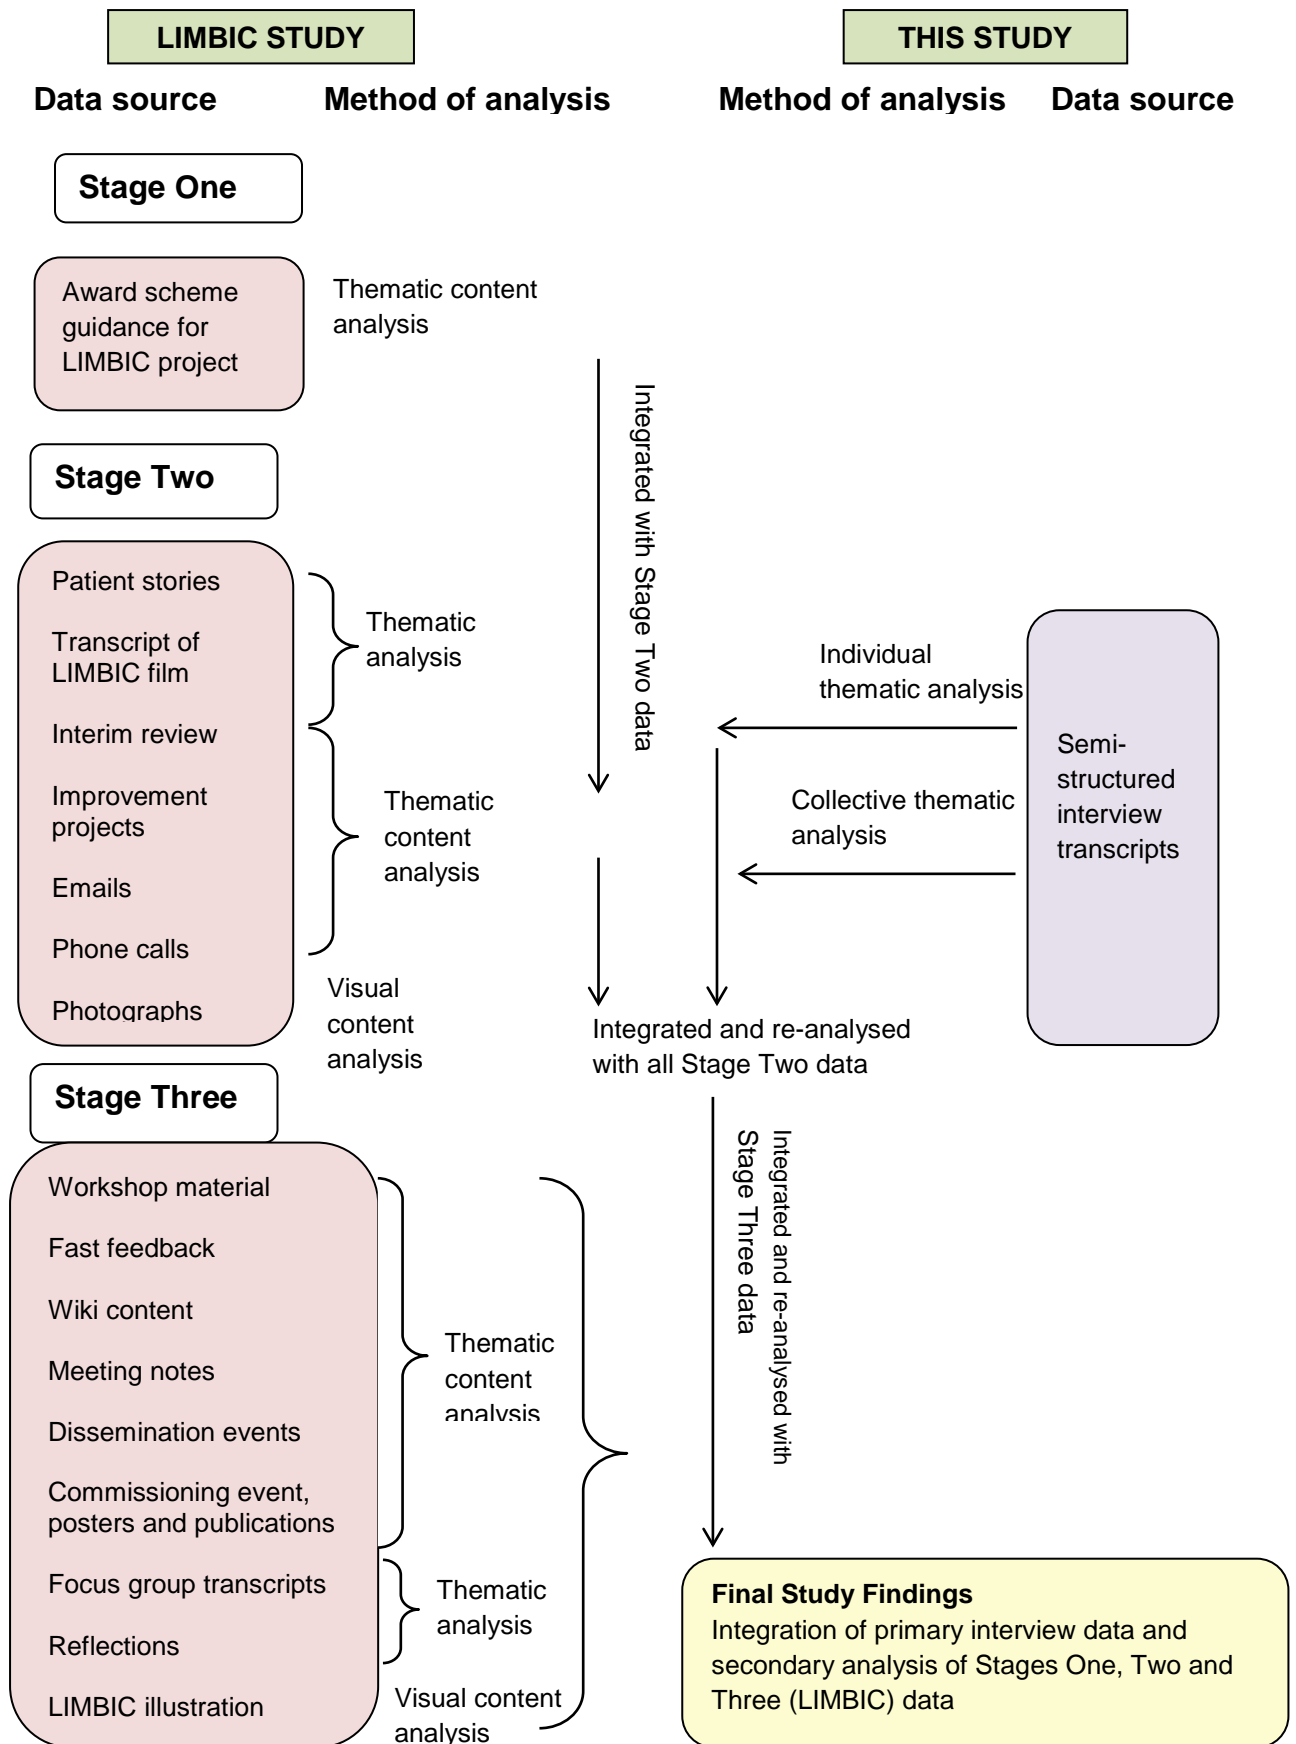 LIMBIC STUDY
THIS STUDY
Data source
Method of analysis
Method of analysis
Data source
Stage One
Award scheme
guidance for
LIMBIC project
Thematic content
analysis
Integrated with Stage Two data
Stage Two
Patient stories
Transcript of
LIMBIC film
Interim review
Improvement
projects
Emails
Phone calls
Photographs
Thematic
analysis
Thematic
content
analysis
Visual
content
analysis
Individual
thematic analysis
Collective thematic
analysis
Semi-
structured
interview
transcripts
Integrated and re-analysed
with all Stage Two data
Stage Three
Workshop material
Fast feedback
Wiki content
Meeting notes
Dissemination events
Commissioning event,
posters and publications
Focus group transcripts
Reflections
LIMBIC illustration
Thematic
content
analysis
Thematic
analysis
Visual content
analysis
Integrated and re-analysed with
Stage Three data
Final Study Findings
Integration of primary interview data and
secondary analysis of Stages One, Two and
Three (LIMBIC) data